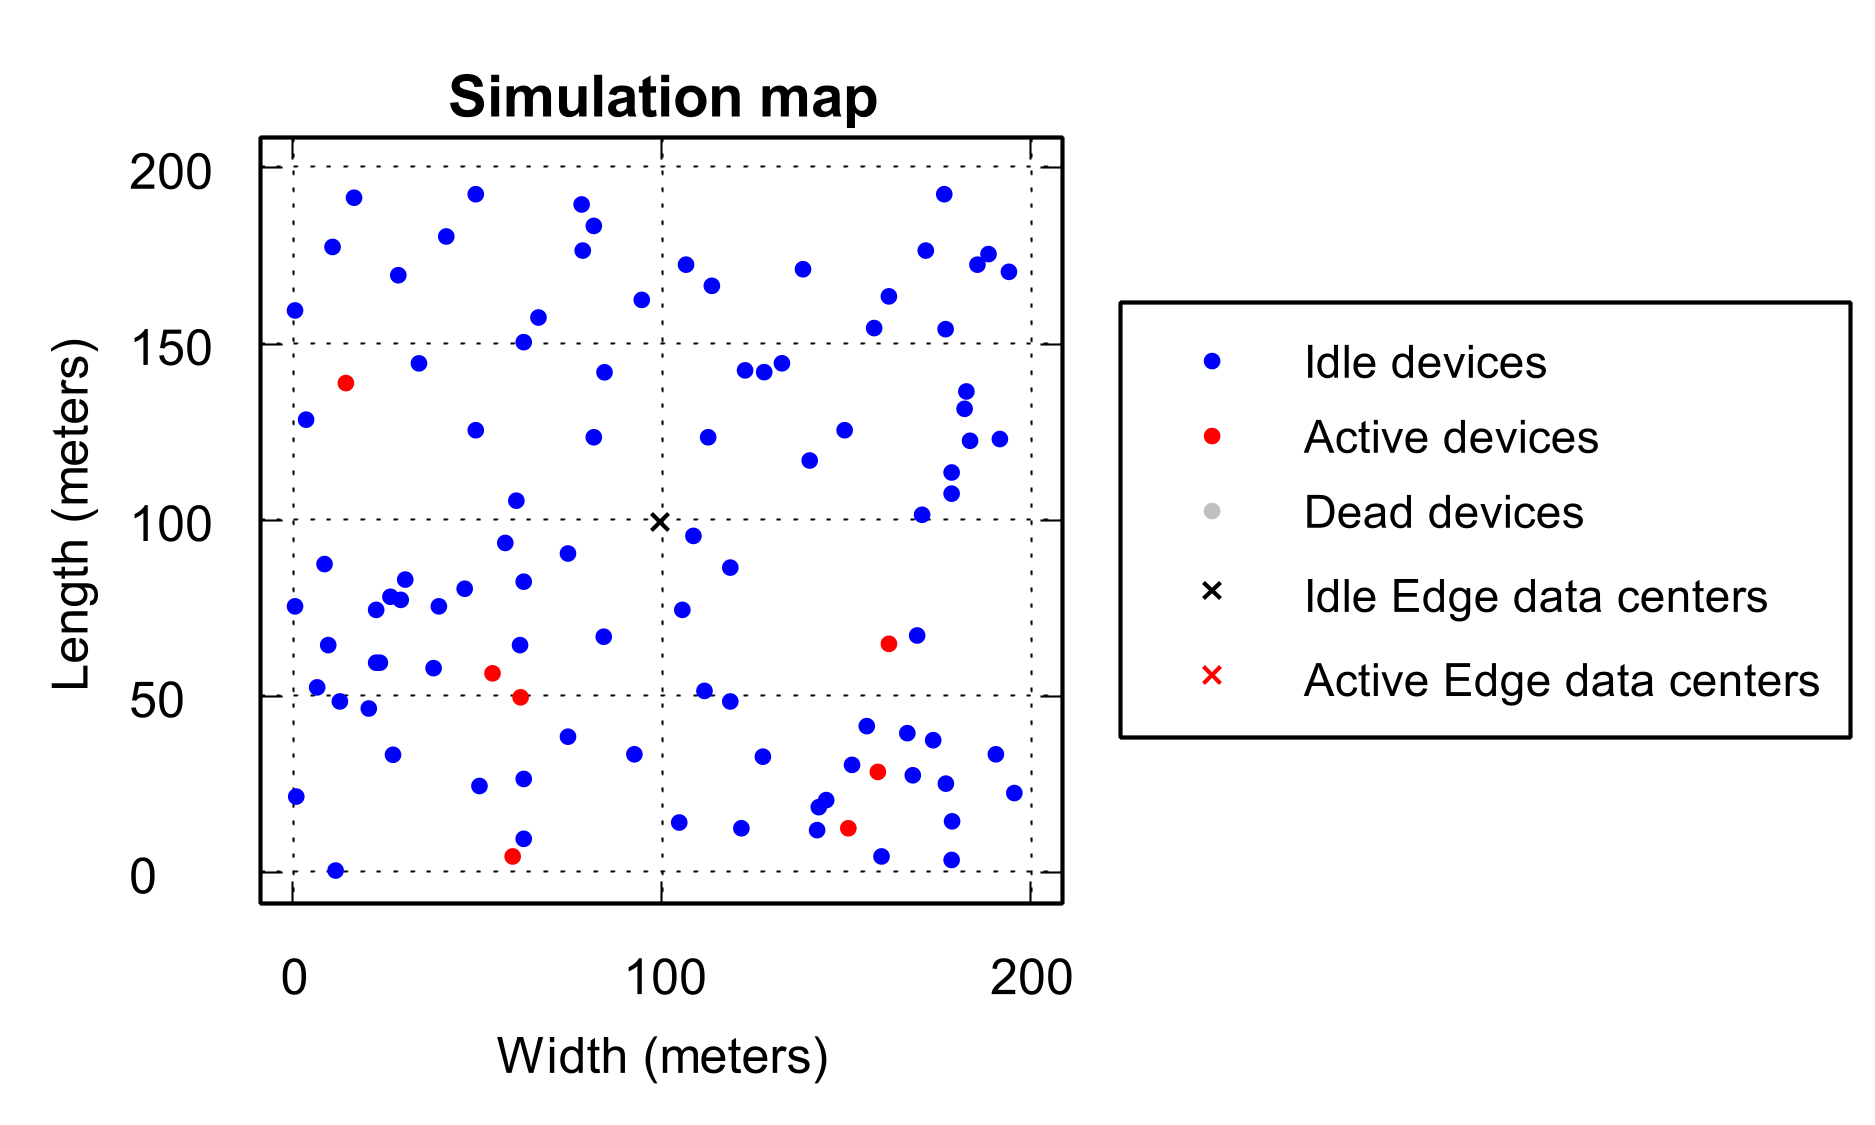 Simulation map
200
150
100
50
0
Length (meters)
0 100 200
Width (meters)
Idle devices
Active devices
Dead devices
Idle Edge data centers
Active Edge data centers